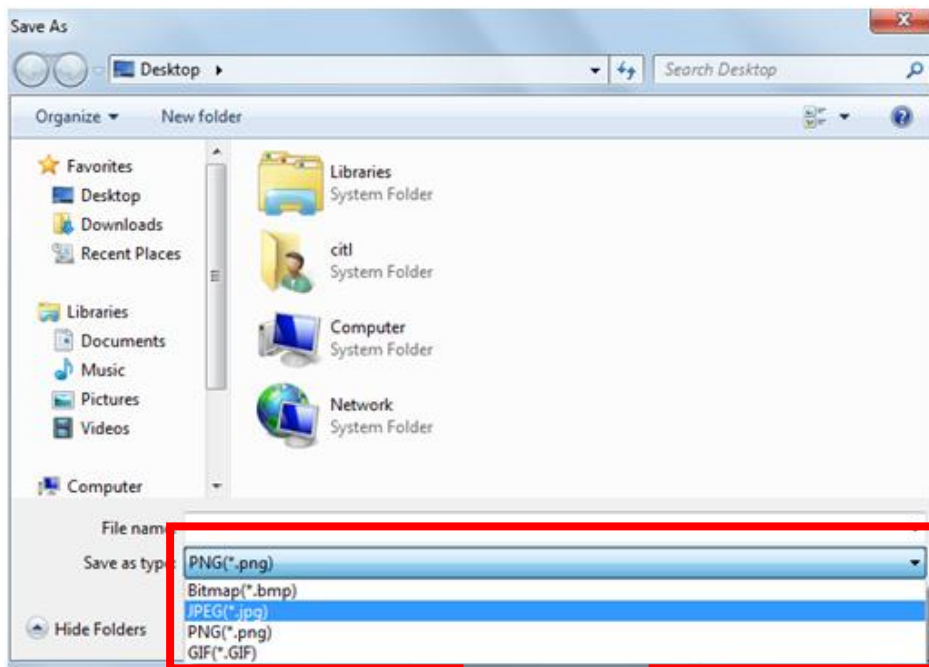 Save As
Desktop
Search Desktop
Organize
New folder
Favorites
Desktop
Downloads
Recent Places
Libraries
Documents
Music
Pictures
Videos
Computer
Libraries
System Folder
citl
System Folder
Computer
System Folder
Network
System Folder
File name
Save as type
PNG(*.png)
Bitmap(*.bmp)
JPEG(*.jpg)
PNG(*.png)
GIF(*.GIF)
Hide Folders